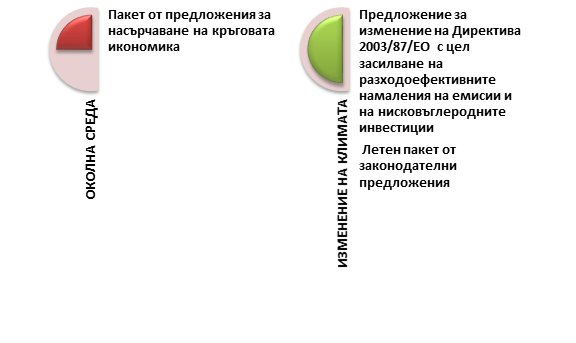 Пакет от предложения за
насърчаване на кръговата
икономика
ОКОЛНА СРЕДА
Предложение за
изменение на Директива
2003/87/ЕО с цел
засилване на
разходоефективните
намаления на емисии и
на нисковъглеродните
инвестиции
Летен пакет от
законодателни
предложения
ИЗМЕНЕНИЕ НА КЛИМАТА